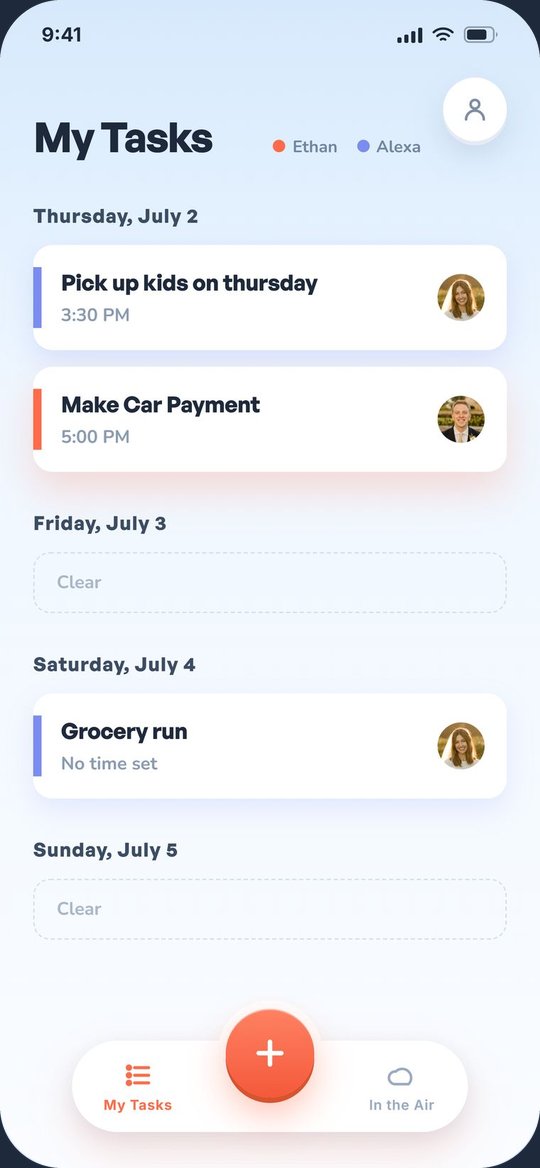 9:41
My Tasks
Ethan Alexa
Thursday, July 2
Pick up kids on thursday
3:30 PM
Make Car Payment
5:00 PM
Friday, July 3
Clear
Saturday, July 4
Grocery run
No time set
Sunday, July 5
Clear
My Tasks
In the Air